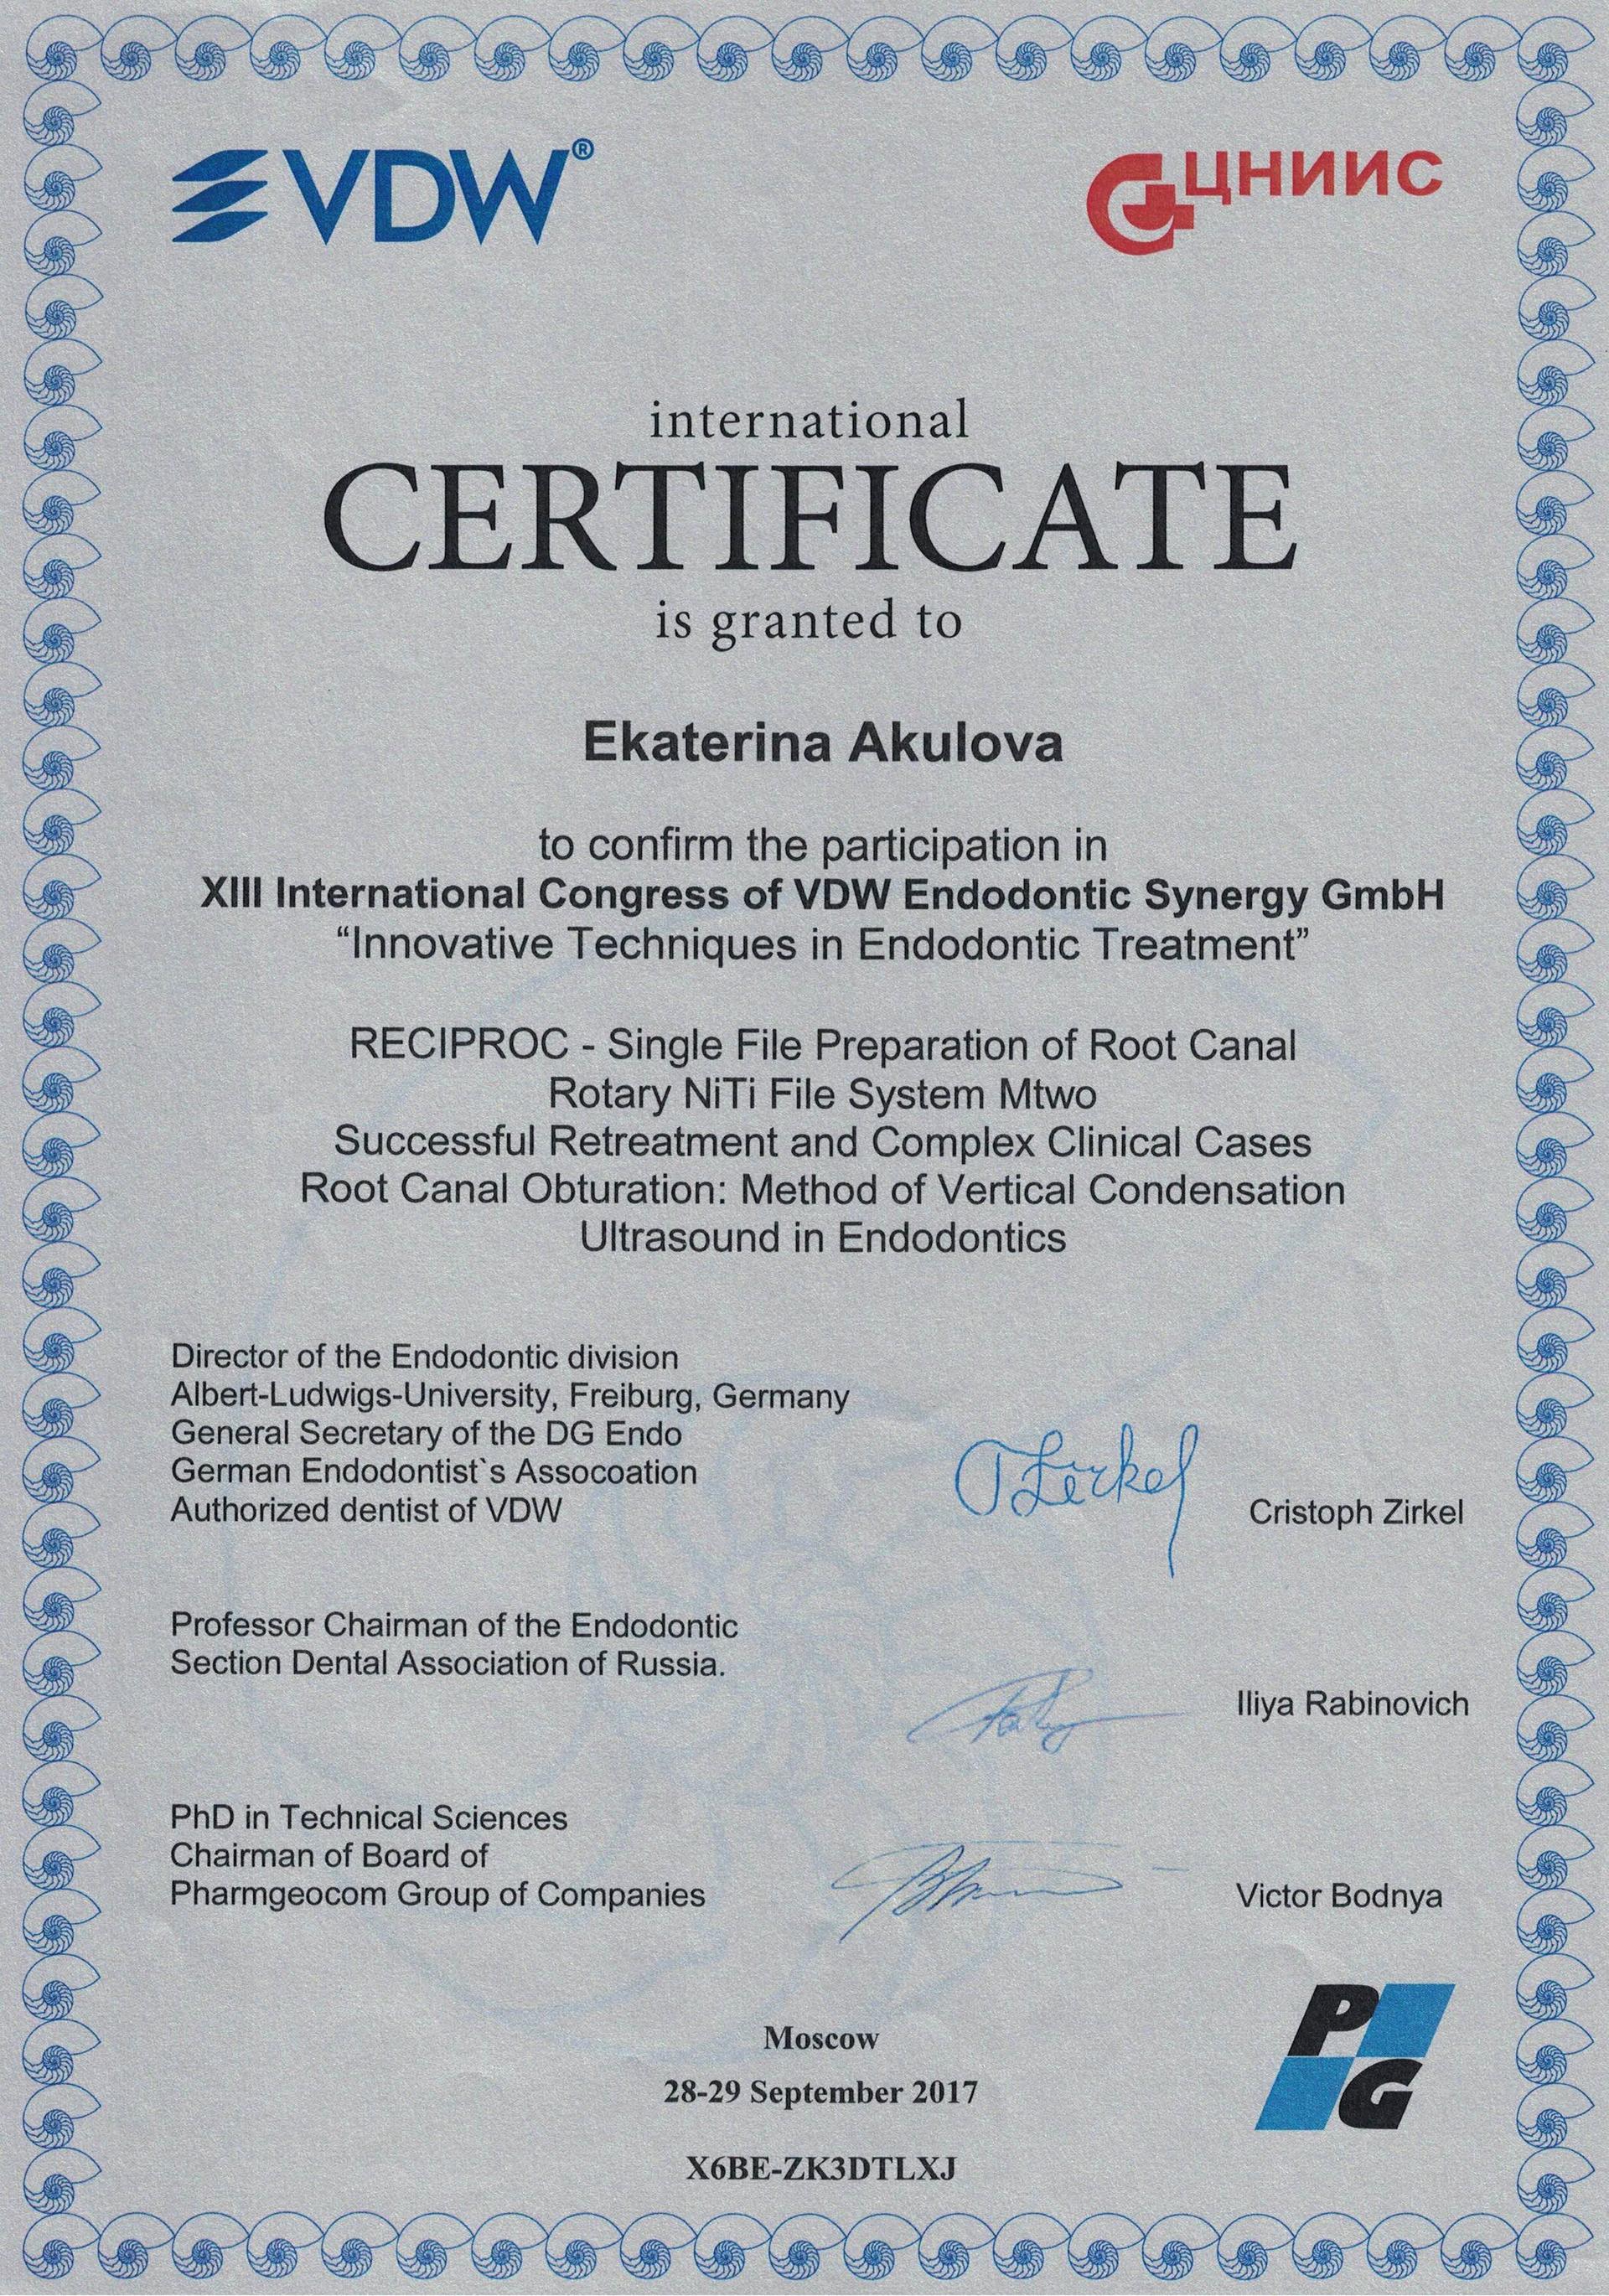 VDW®
ЦНИИС
international
CERTIFICATE
is granted to
Ekaterina Akulova
to confirm the participation in
XIII International Congress of VDW Endodontic Synergy GmbH
“Innovative Techniques in Endodontic Treatment”
RECIPROC - Single File Preparation of Root Canal
Rotary NiTi File System Mtwo
Successful Retreatment and Complex Clinical Cases
Root Canal Obturation: Method of Vertical Condensation
Ultrasound in Endodontics
Director of the Endodontic division
Albert-Ludwigs-University, Freiburg, Germany
General Secretary of the DG Endo
German Endodontist`s Assocoation
Authorized dentist of VDW
Cristoph Zirkel
Professor Chairman of the Endodontic
Section Dental Association of Russia.
Iliya Rabinovich
PhD in Technical Sciences
Chairman of Board of
Pharmgeocom Group of Companies
Victor Bodnya
PG
Moscow
28-29 September 2017
X6BE-ZK3DTLXJ